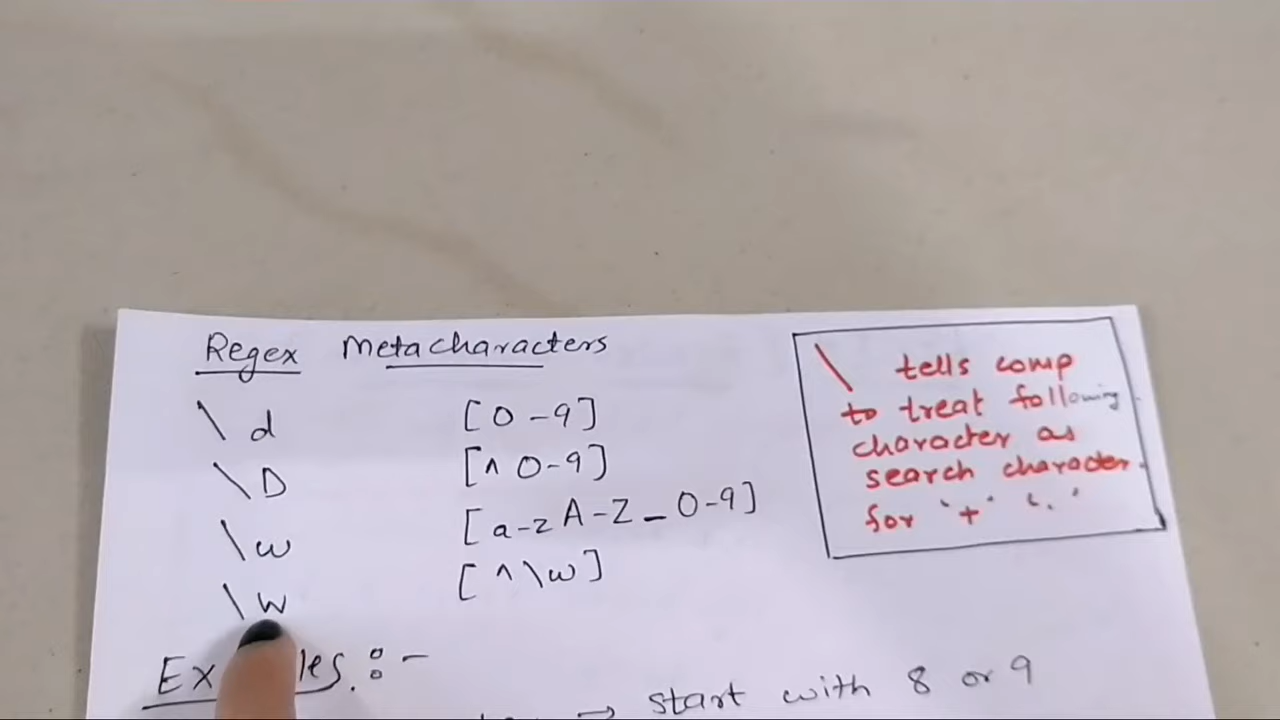 Regex Metacharacters
\d [0-9]
\D [^ 0-9]
\w [a-zA-Z_0-9]
\W [^\w]
\ tells comp
to treat following
character as
search character.
for '+' '.'
:-
→ start with 8 or 9